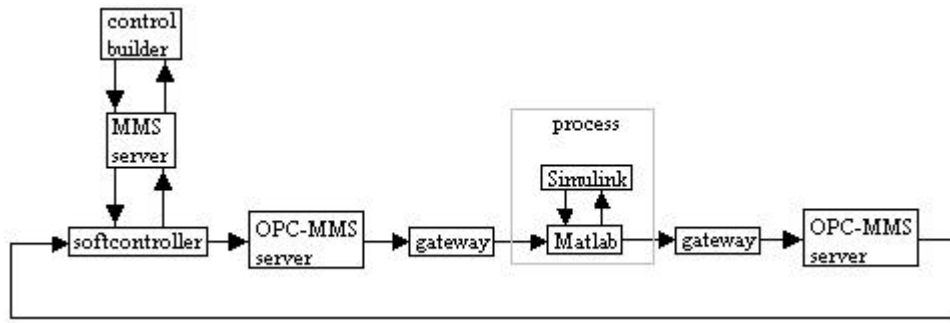 control
builder
MMS
server
process
Simulink
softcontroller
OPC-MMS
server
gateway
Matlab
gateway
OPC-MMS
server